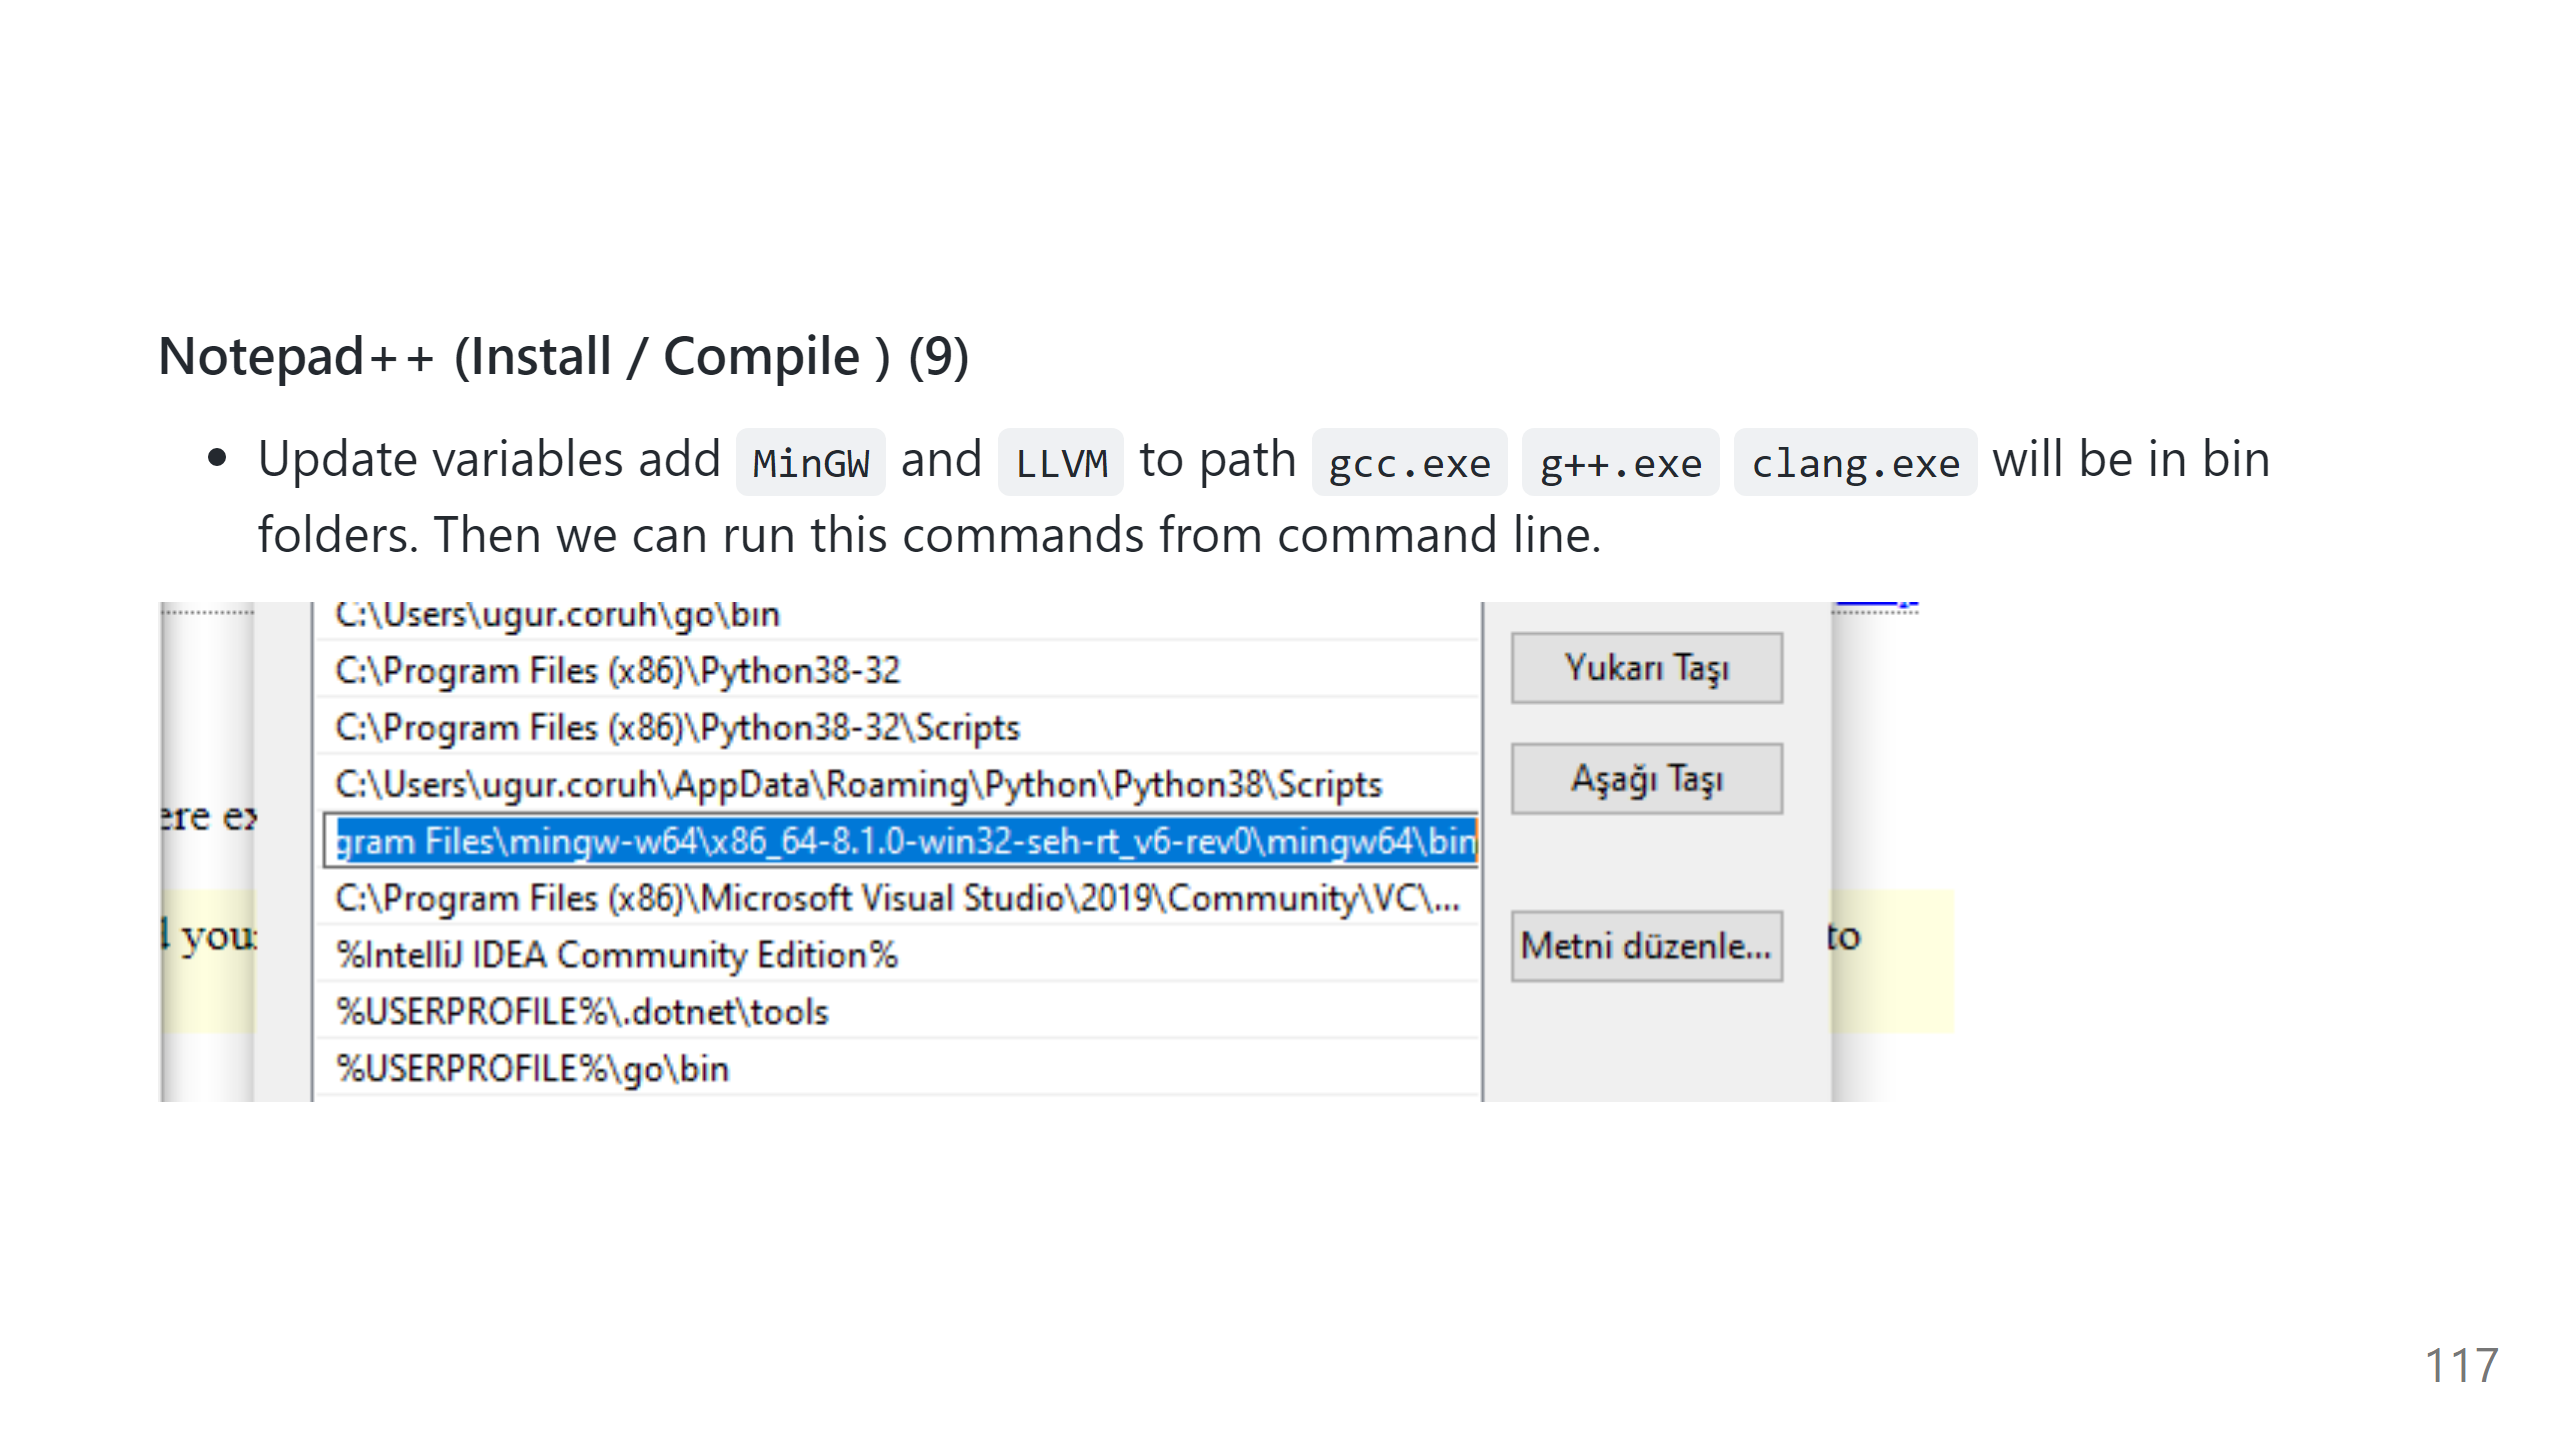 Notepad++ (Install / Compile ) (9)
• Update variables add MinGW and LLVM to path gcc.exe g++.exe clang.exe will be in bin
folders. Then we can run this commands from command line.
C:\Users\ugur.coruh\go\bin
C:\Program Files (x86)\Python38-32
Yukarı Taşı
C:\Program Files (x86)\Python38-32\Scripts
C:\Users\ugur.coruh\AppData\Roaming\Python\Python38\Scripts
Aşağı Taşı
ere ex
gram Files\mingw-w64\x86_64-8.1.0-win32-seh-rt_v6-rev0\mingw64\bin
C:\Program Files (x86)\Microsoft Visual Studio\2019\Community\VC\...
d your
%IntelliJ IDEA Community Edition%
Metni düzenle...
to
%USERPROFILE%\.dotnet\tools
%USERPROFILE%\go\bin
117